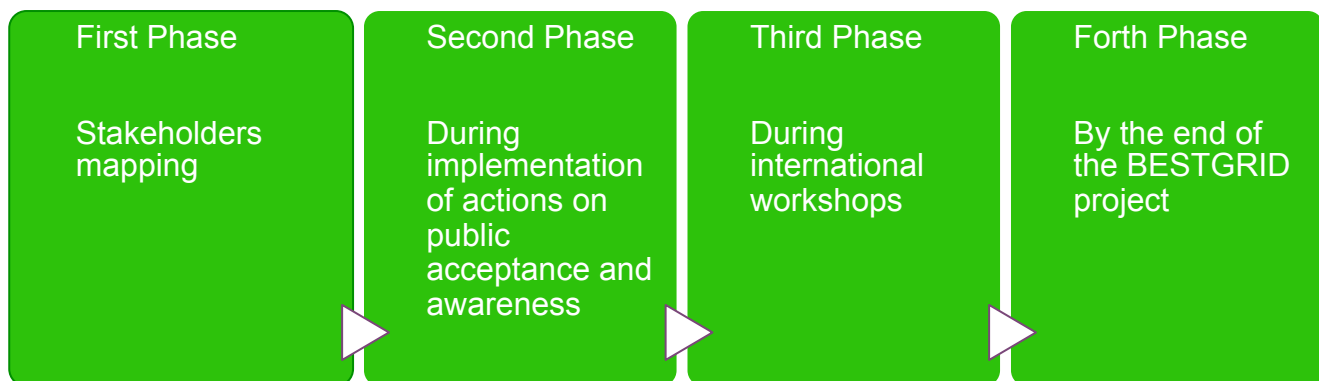 First Phase
Stakeholders
mapping
Second Phase
During
implementation
of actions on
public
acceptance and
awareness
Third Phase
During
international
workshops
Forth Phase
By the end of
the BESTGRID
project